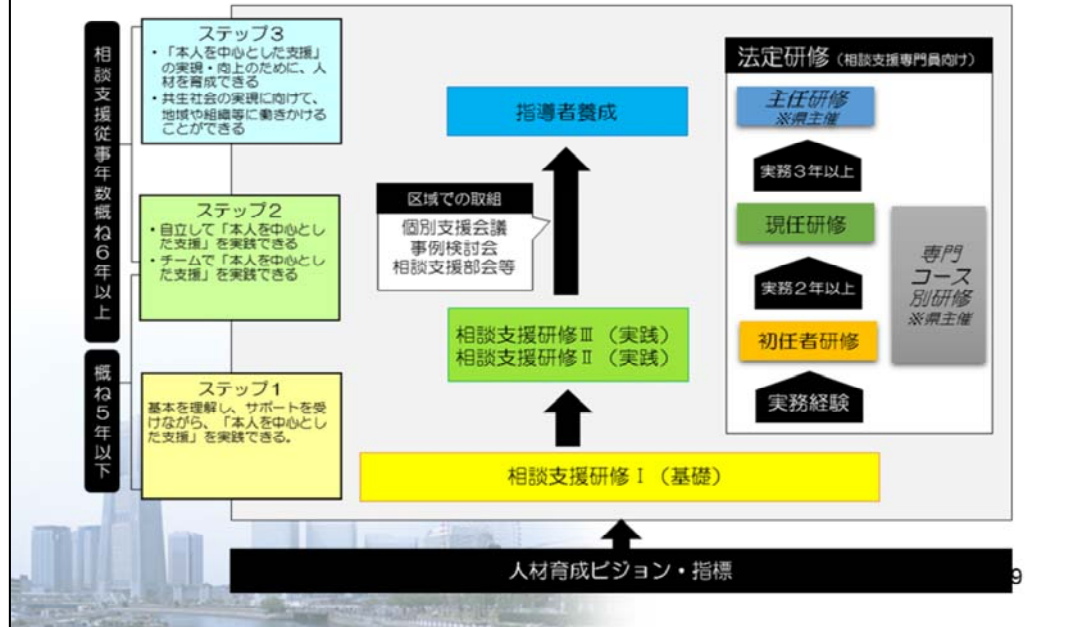 相談支援従事年数概ね6年以上
概ね5年以下
ステップ3
・「本人を中心とした支援」
の実現・向上のために、人
材を育成できる
・共生社会の実現に向けて、
地域や組織等に働きかける
ことができる
ステップ2
・自立して「本人を中心とし
た支援」を実践できる
・チームで「本人を中心とし
た支援」を実践できる
ステップ1
基本を理解し、サポートを受
けながら、「本人を中心とし
た支援」を実践できる。
指導者養成
区域での取組
個別支援会議
事例検討会
相談支援部会等
相談支援研修Ⅲ（実践）
相談支援研修Ⅱ（実践）
相談支援研修Ⅰ（基礎）
法定研修（相談支援専門員向け）
主任研修
※県主催
実務3年以上
現任研修
実務2年以上
初任者研修
実務経験
専門
コース
別研修
※県主催
人材育成ビジョン・指標
9